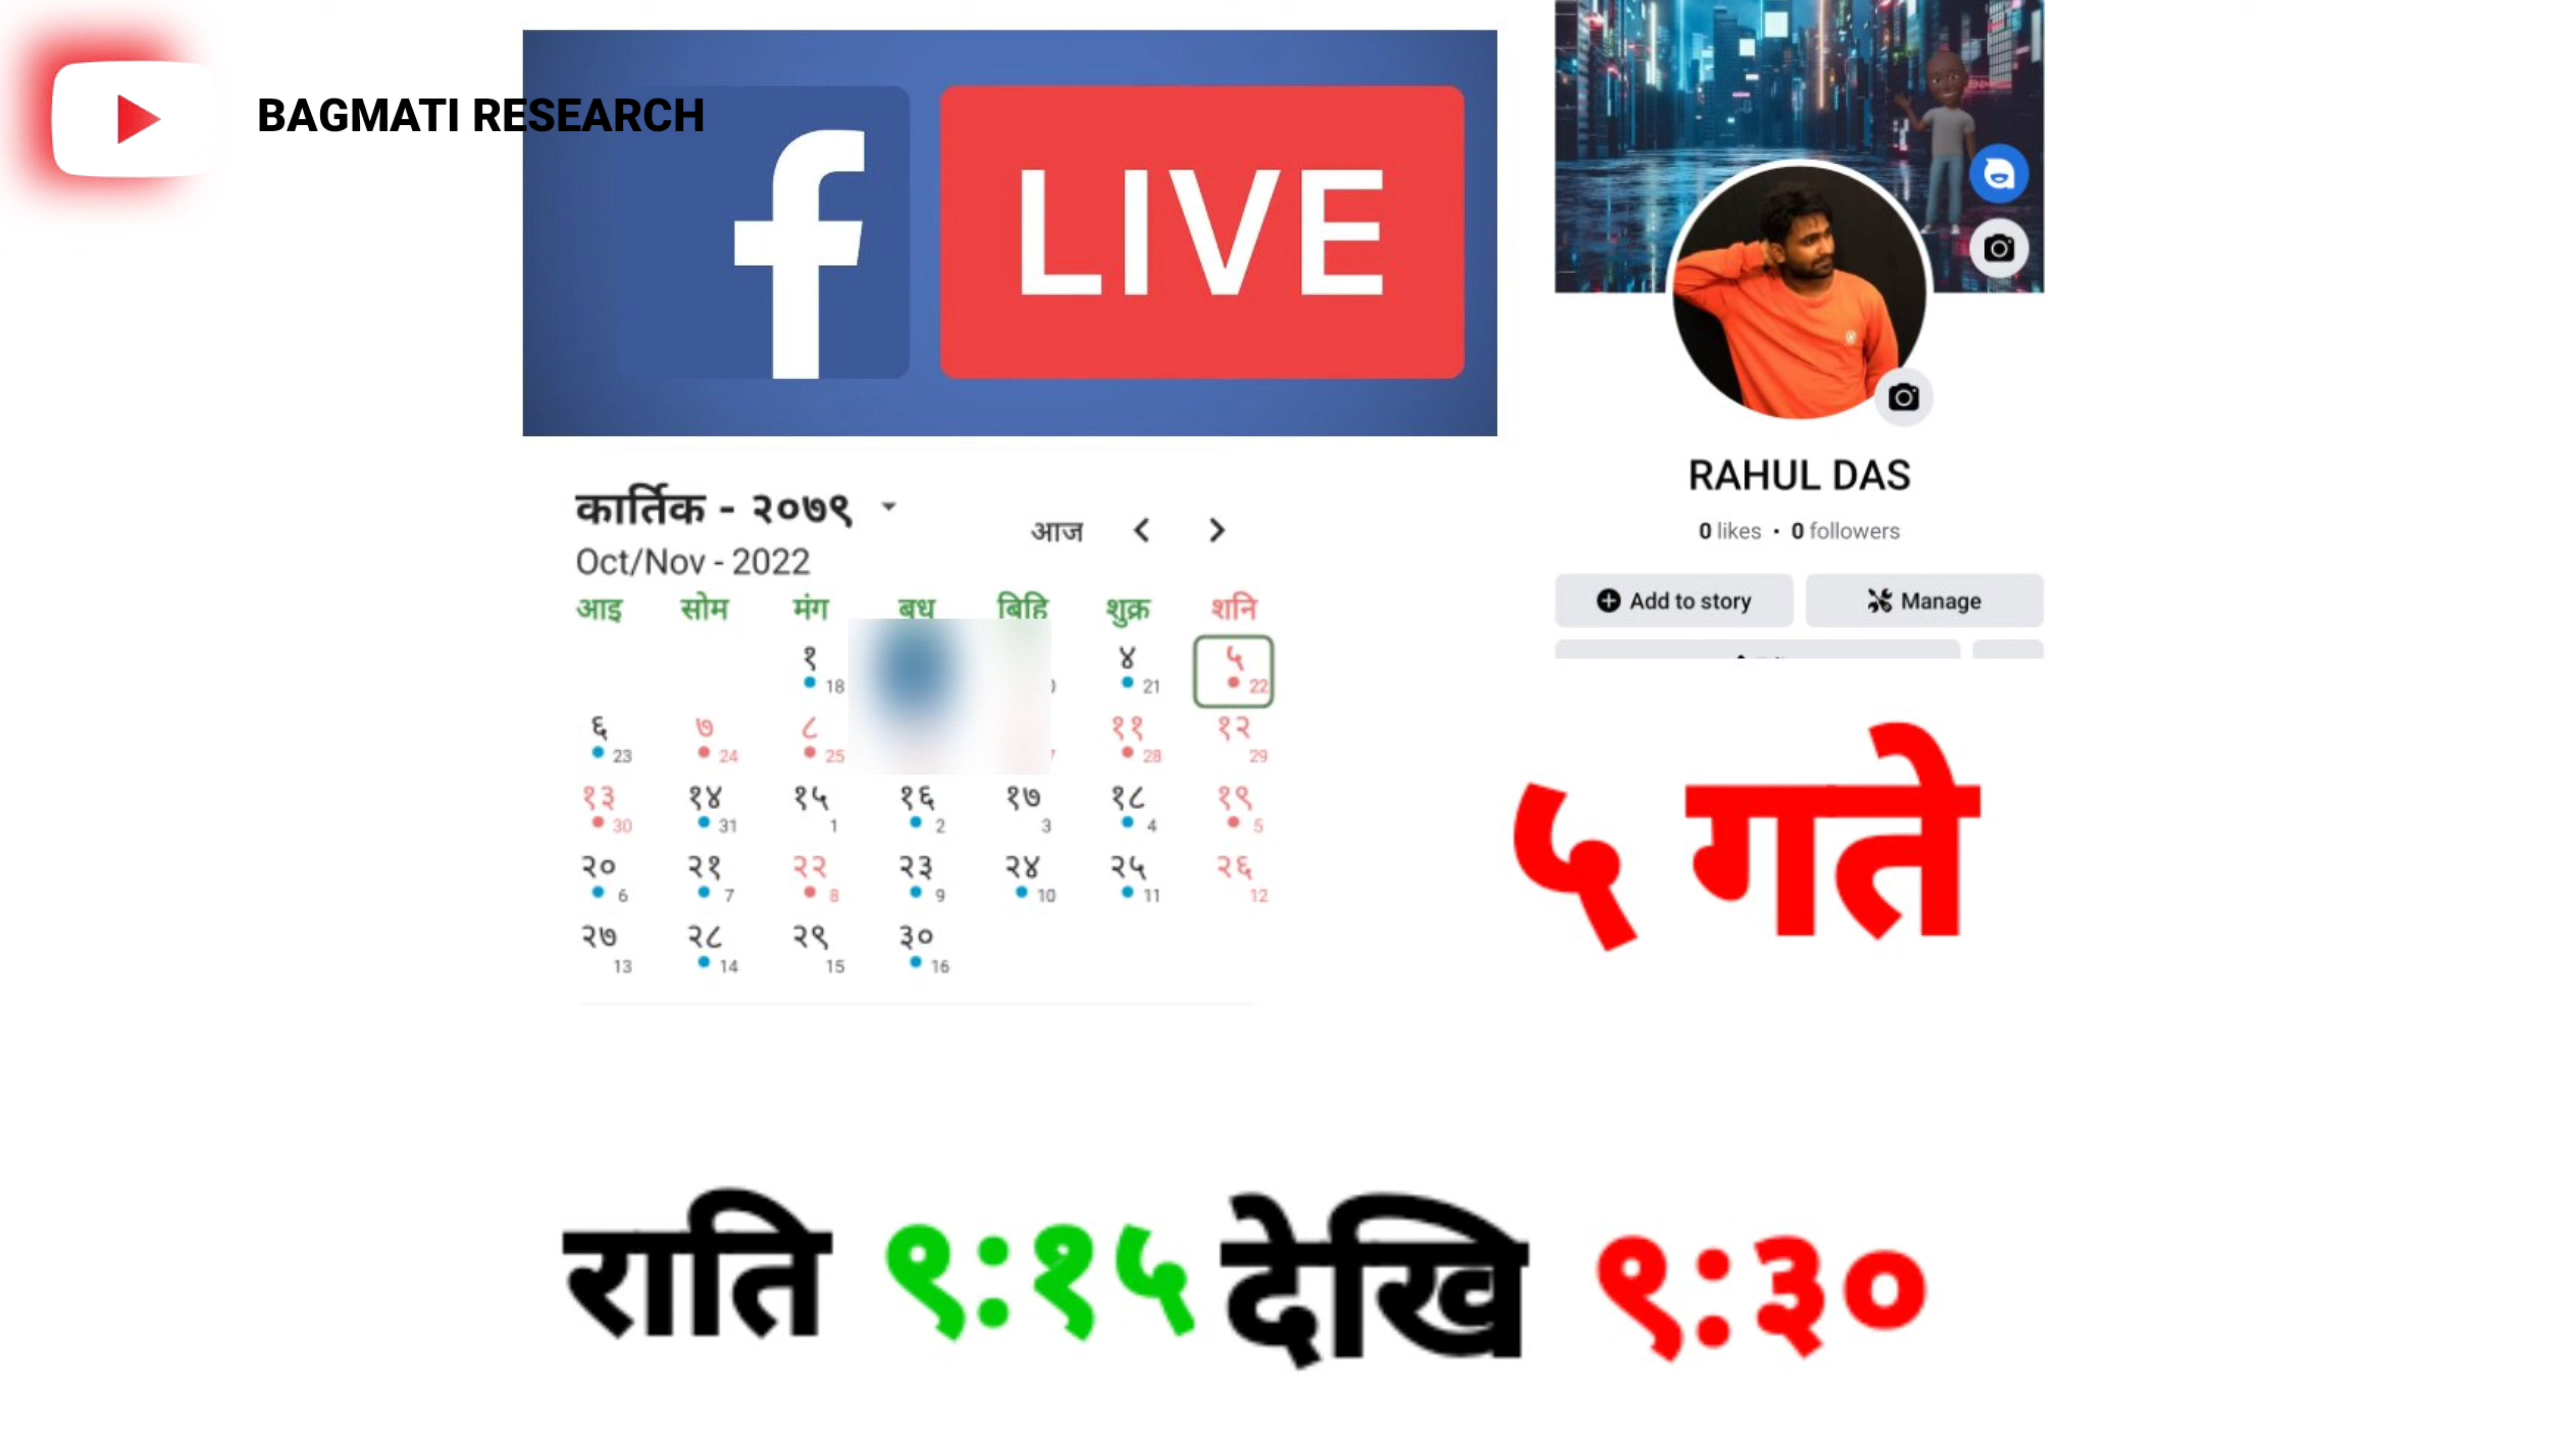 BAGMATI RESEARCH
f LIVE
RAHUL DAS
0 likes • 0 followers
Add to story
Manage
कार्तिक - २०७९
Oct/Nov - 2022
आज
आइ सोम मंग बुध बिहि शुक्र शनि
१ 18 ४ 21 ५ 22
६ 23 ७ 24 ८ 25 ११ 28 १२ 29
१३ 30 १४ 31 १५ 1 १६ 2 १७ 3 १८ 4 १९ 5
२० 6 २१ 7 २२ 8 २३ 9 २४ 10 २५ 11 २६ 12
२७ 13 २८ 14 २९ 15 ३० 16
५ गते
राति ९:१५ देखि ९:३०